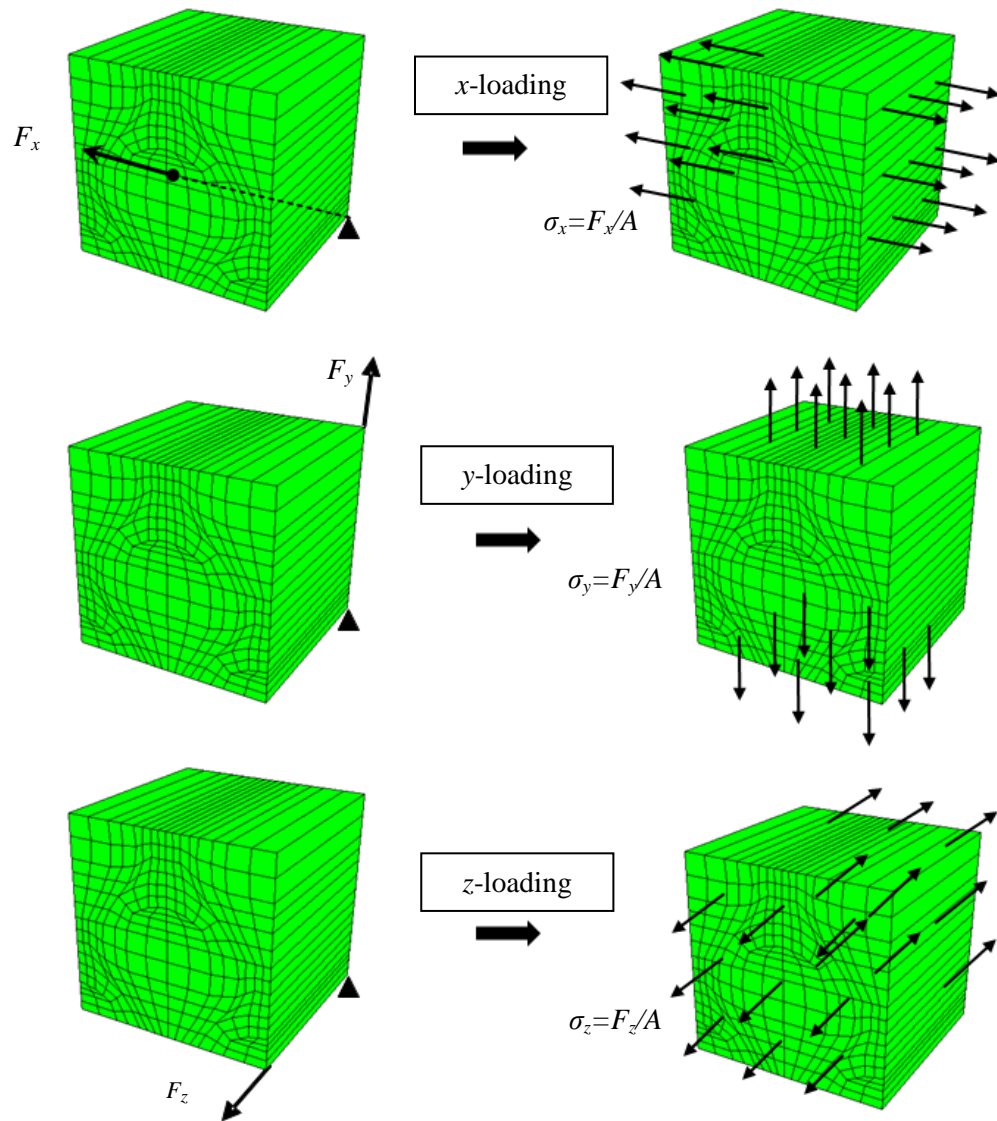 x-loading
F_x
σ_x=F_x/A
F_y
y-loading
σ_y=F_y/A
z-loading
σ_z=F_z/A
F_z